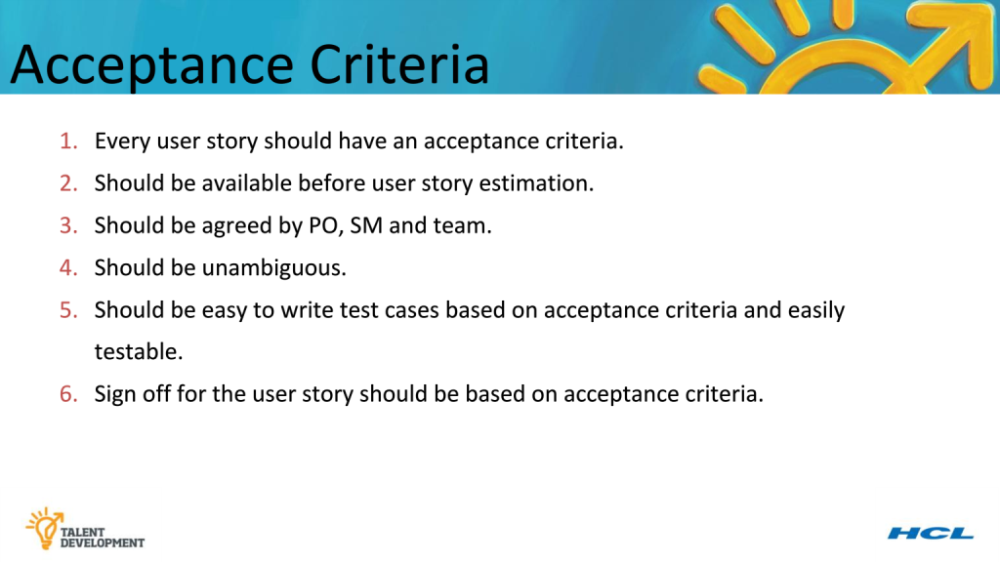 Acceptance Criteria
1. Every user story should have an acceptance criteria.
2. Should be available before user story estimation.
3. Should be agreed by PO, SM and team.
4. Should be unambiguous.
5. Should be easy to write test cases based on acceptance criteria and easily
testable.
6. Sign off for the user story should be based on acceptance criteria.
TALENT
DEVELOPMENT
HCL